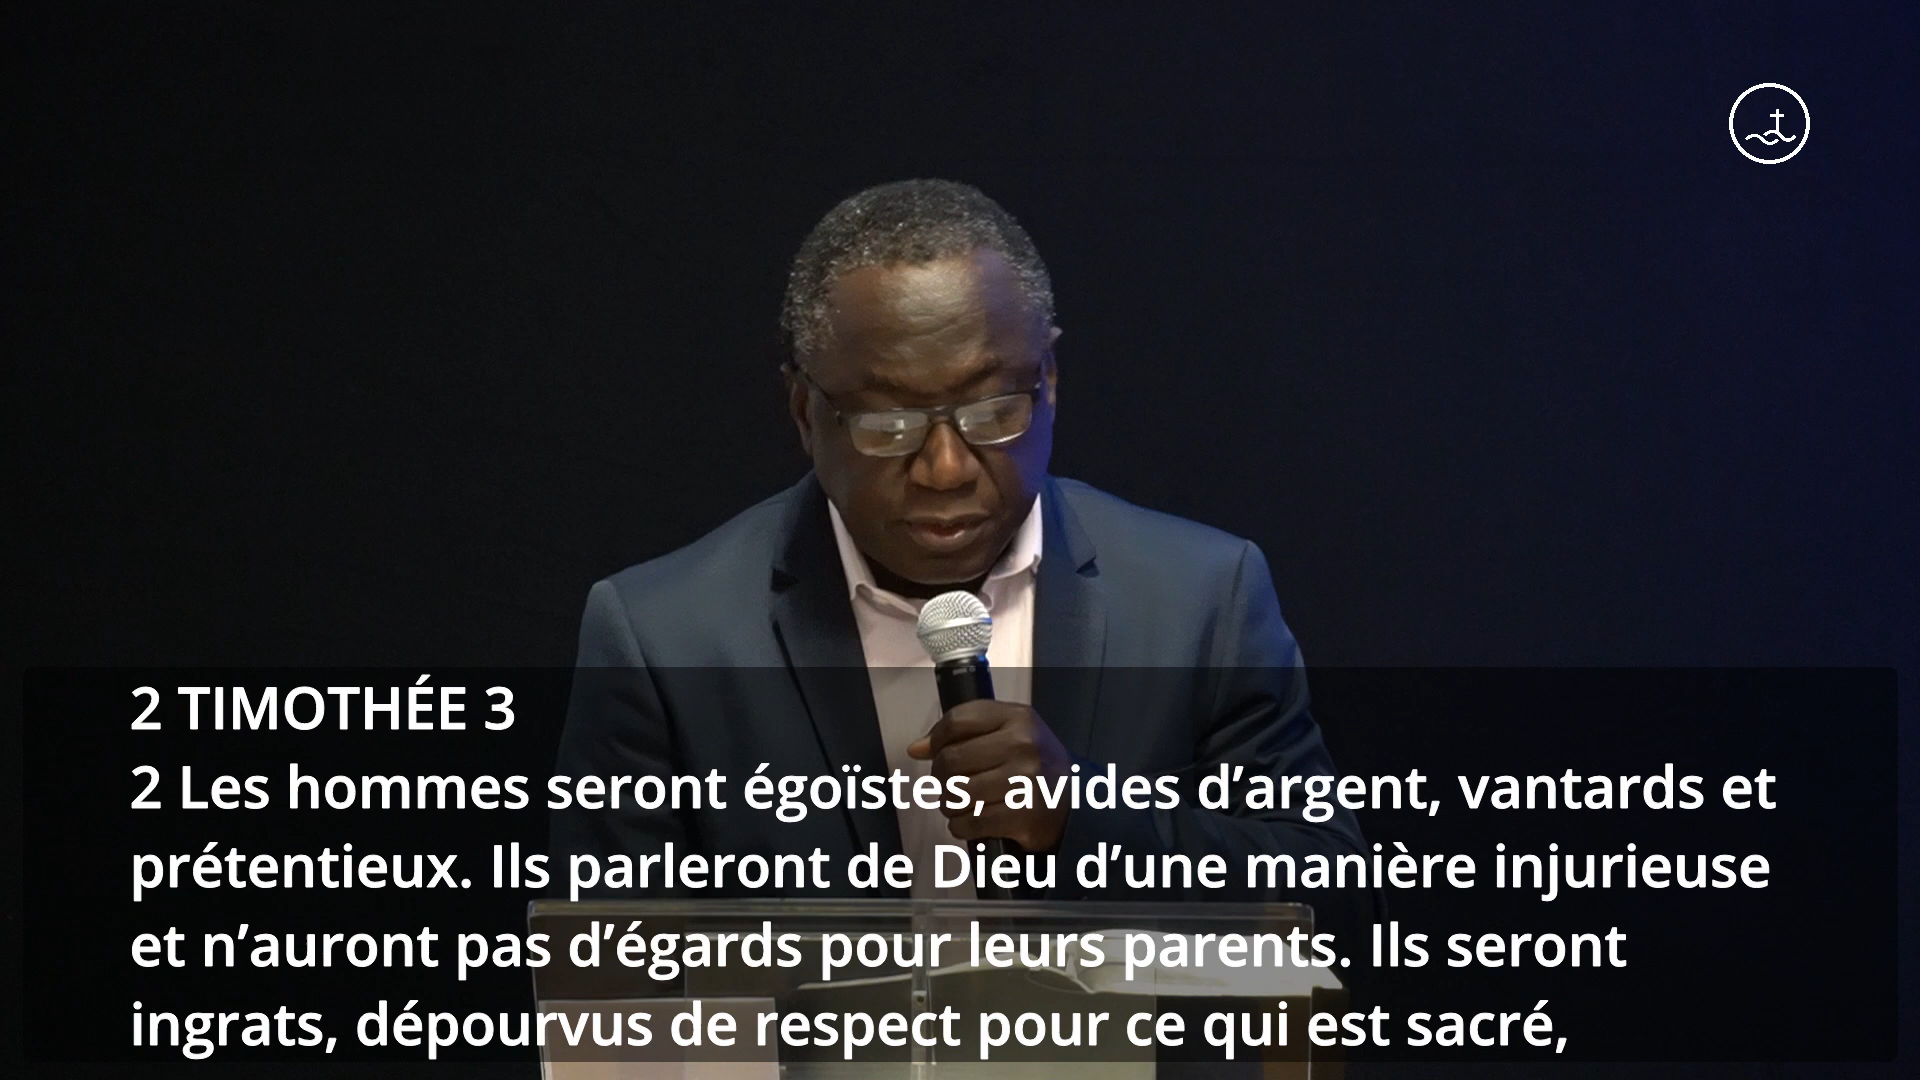 2 TIMOTHÉE 3
2 Les hommes seront égoïstes, avides d’argent, vantards et
prétentieux. Ils parleront de Dieu d’une manière injurieuse
et n’auront pas d’égards pour leurs parents. Ils seront
ingrats, dépourvus de respect pour ce qui est sacré,